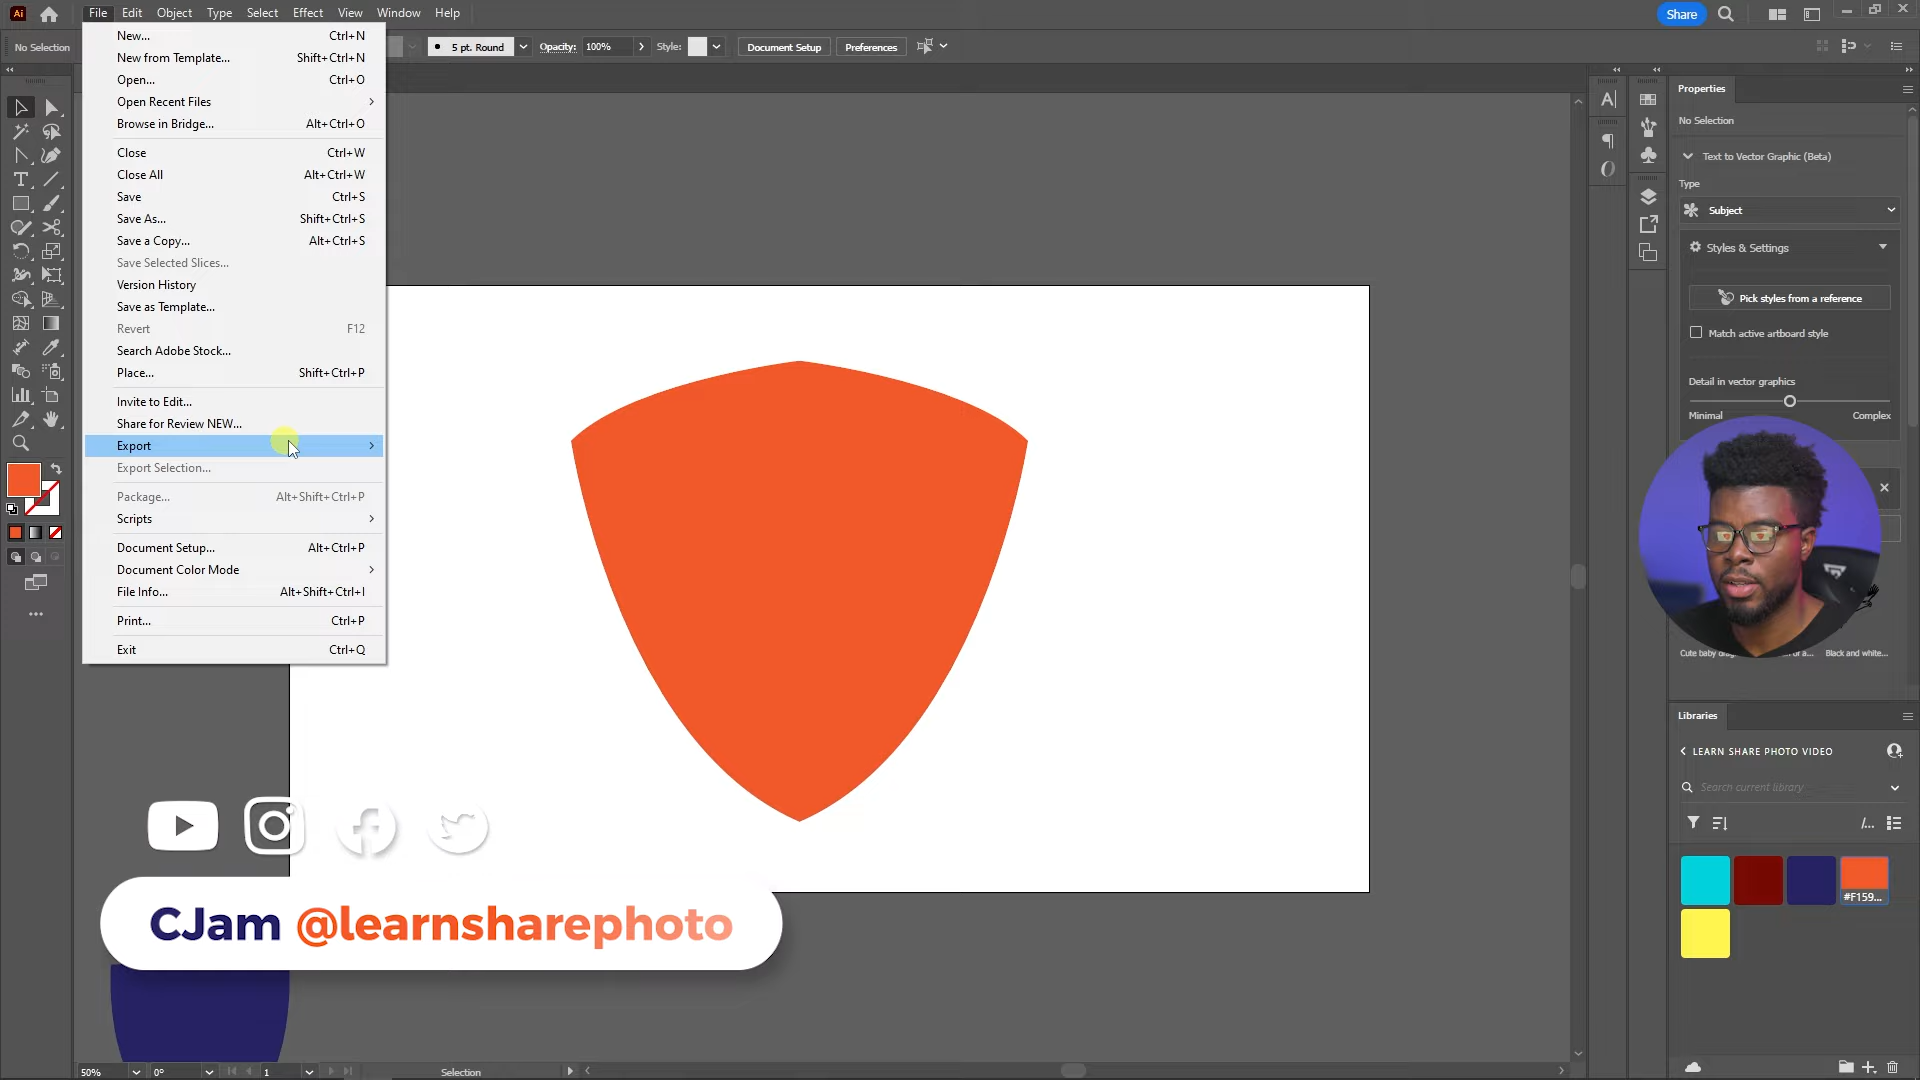 Ai
File Edit Object Type Select Effect View Window Help
Share
No Selection
5 pt. Round
Opacity: 100%
Style:
Document Setup
Preferences
New... Ctrl+N
New from Template... Shift+Ctrl+N
Open... Ctrl+O
Open Recent Files
Browse in Bridge... Alt+Ctrl+O
Close Ctrl+W
Close All Alt+Ctrl+W
Save Ctrl+S
Save As... Shift+Ctrl+S
Save a Copy... Alt+Ctrl+S
Save Selected Slices...
Version History
Save as Template...
Revert F12
Search Adobe Stock...
Place... Shift+Ctrl+P
Invite to Edit...
Share for Review NEW...
Export
Export Selection...
Package... Alt+Shift+Ctrl+P
Scripts
Document Setup... Alt+Ctrl+P
Document Color Mode
File Info... Alt+Shift+Ctrl+I
Print... Ctrl+P
Exit Ctrl+Q
Properties
No Selection
Text to Vector Graphic (Beta)
Type
Subject
Styles & Settings
Pick styles from a reference
Match active artboard style
Detail in vector graphics
Minimal Complex
Cute baby
Black and white...
Libraries
LEARN SHARE PHOTO VIDEO
Search current library
#F159...
CJam @learnsharephoto
50% 0° 1 Selection